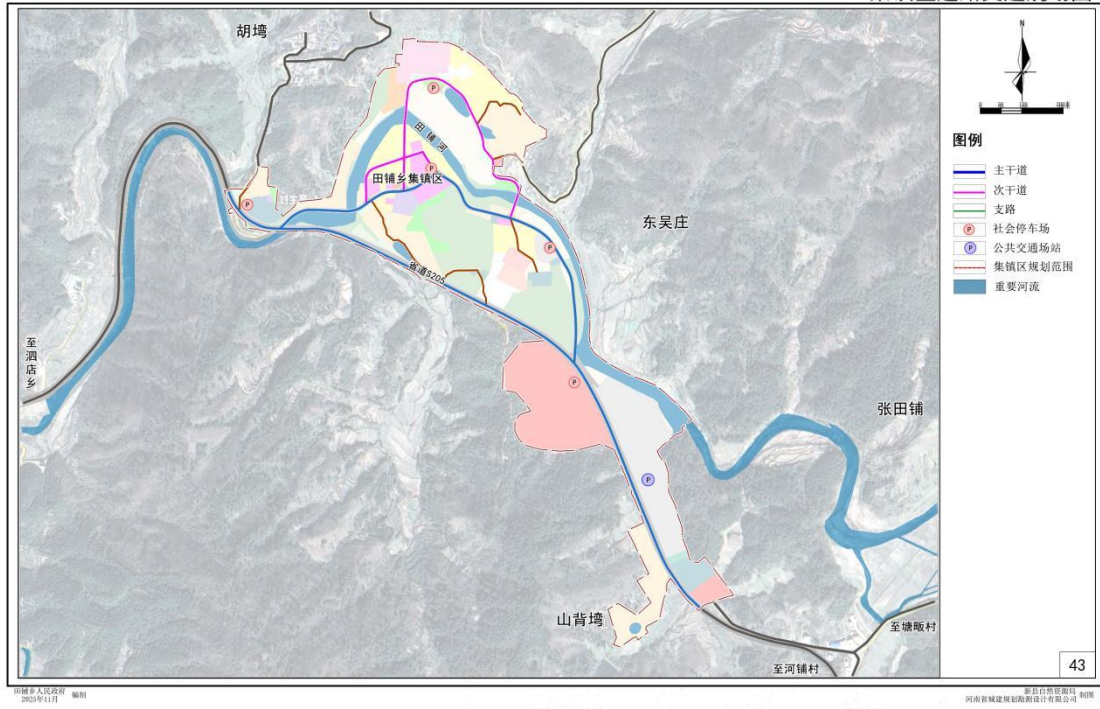 胡湾
田铺河
田铺乡集镇区
东吴庄
省道S205
至泗店乡
张田铺
山背塆
至塘畈村
至河铺村
N
图例
主干道
次干道
支路
P 社会停车场
P 公共交通场站
集镇区规划范围
重要河流
43
田铺乡人民政府 编制
2025年11月
新县自然资源局
河南省城建规划勘测设计有限公司 制图